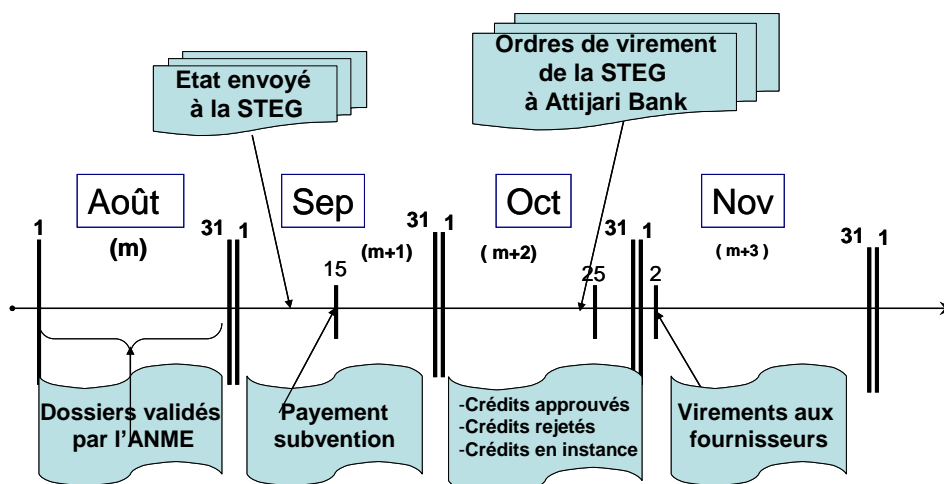 Etat envoyé
à la STEG
Ordres de virement
de la STEG
à Attijari Bank
Août
Sep
Oct
Nov
1
(m)
31
1
(m+1)
31
1
( m+2)
31
1
( m+3 )
31
1
15
25
2
Dossiers validés
par l'ANME
Payement
subvention
-Crédits approuvés
-Crédits rejetés
-Crédits en instance
Virements aux
fournisseurs